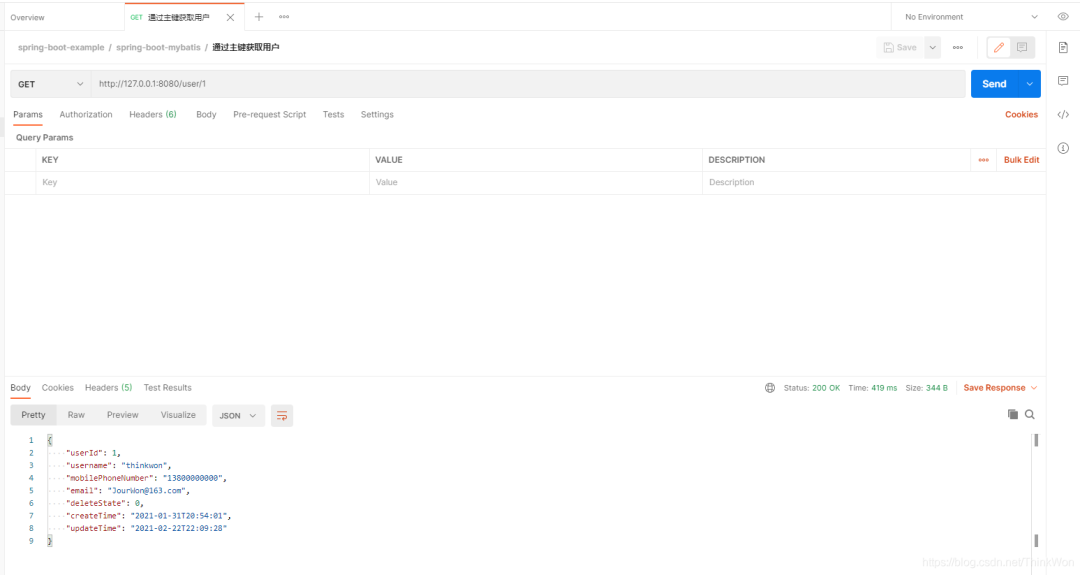 Overview
GET 通过主键获取用户
No Environment
spring-boot-example / spring-boot-mybatis / 通过主键获取用户
Save
GET
http://127.0.0.1:8080/user/1
Send
Params Authorization Headers (6) Body Pre-request Script Tests Settings
Cookies
Query Params
KEY VALUE DESCRIPTION
Bulk Edit
Key Value Description
Body Cookies Headers (5) Test Results
Status: 200 OK Time: 419 ms Size: 344 B
Save Response
Pretty Raw Preview Visualize JSON
1 {
2 "userId": 1,
3 "username": "thinkwon",
4 "mobilePhoneNumber": "13800000000",
5 "email": "JourWon@163.com",
6 "deleteState": 0,
7 "createTime": "2021-01-31T20:54:01",
8 "updateTime": "2021-02-22T22:09:28"
9 }
https://blog.csdn.net/ThinkWon